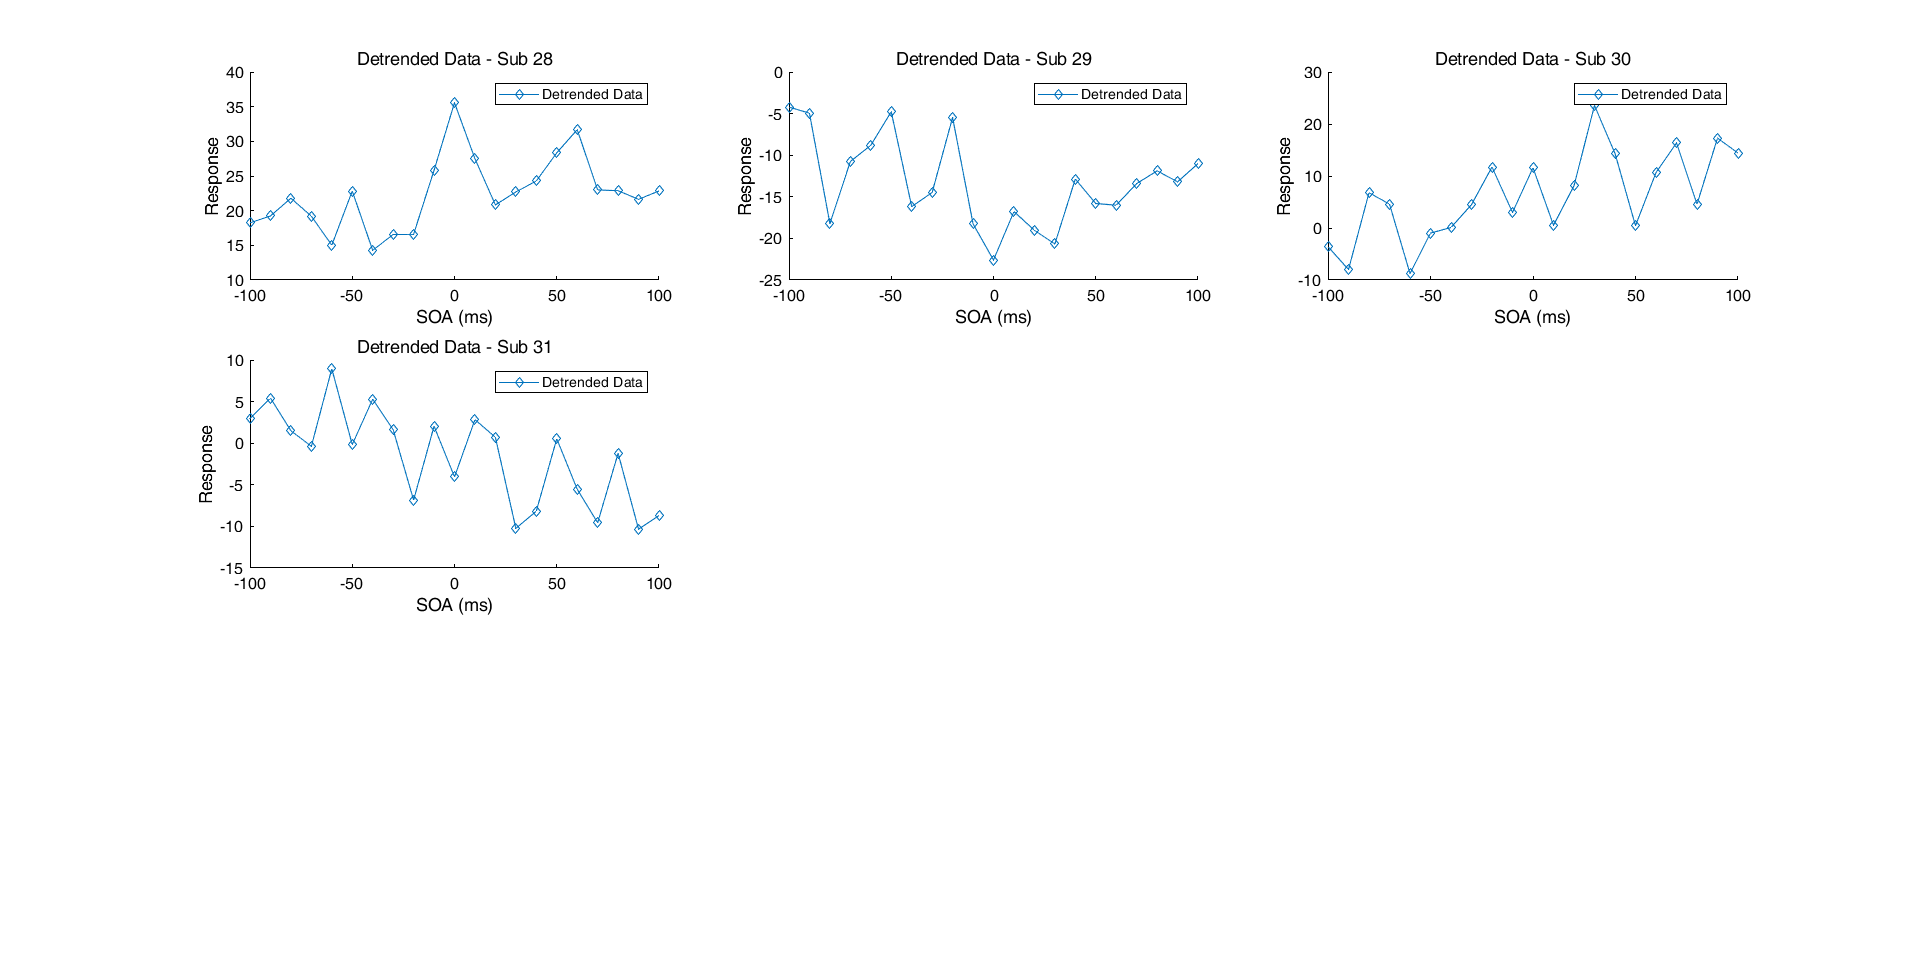 Detrended Data - Sub 28
Detrended Data
40
35
30
25
20
15
10
Response
-100 -50 0 50 100
SOA (ms)
Detrended Data - Sub 29
Detrended Data
0
-5
-10
-15
-20
-25
Response
-100 -50 0 50 100
SOA (ms)
Detrended Data - Sub 30
Detrended Data
30
20
10
0
-10
Response
-100 -50 0 50 100
SOA (ms)
Detrended Data - Sub 31
Detrended Data
10
5
0
-5
-10
-15
Response
-100 -50 0 50 100
SOA (ms)